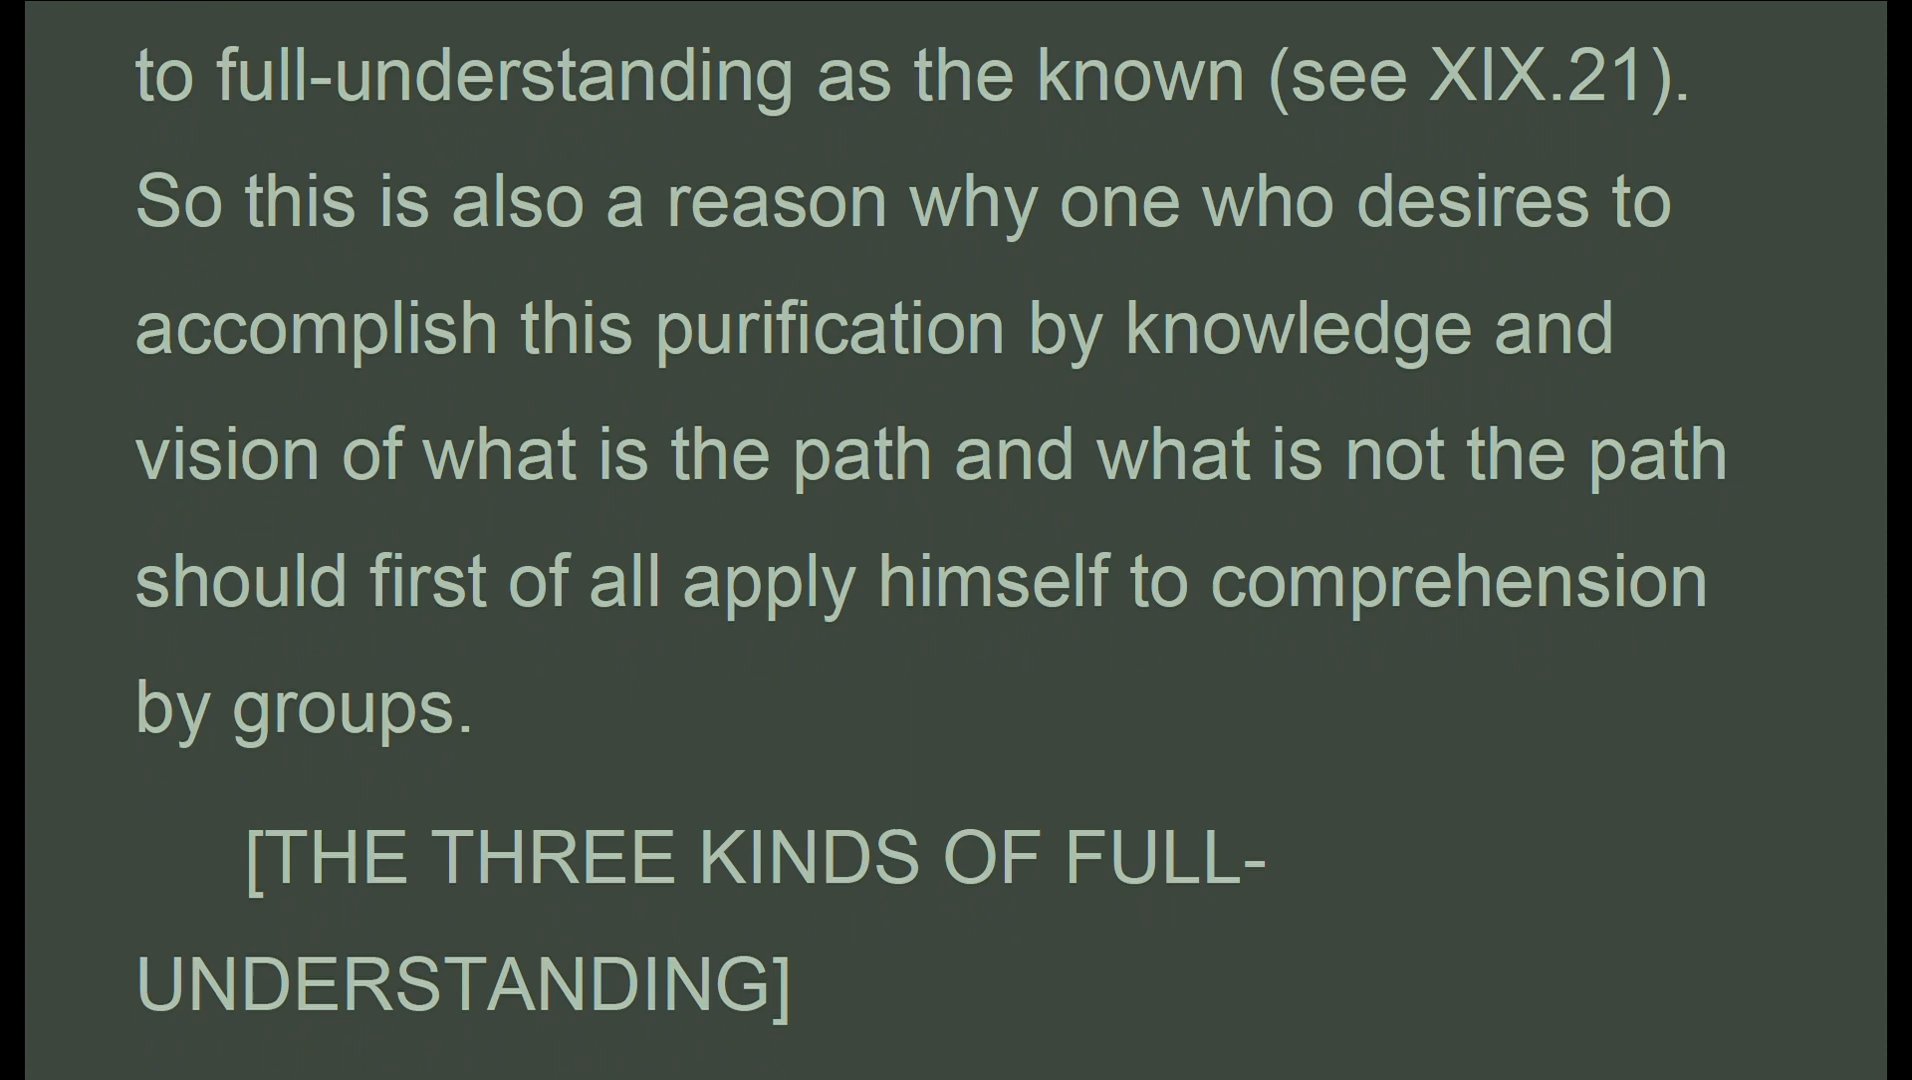 to full-understanding as the known (see XIX.21).
So this is also a reason why one who desires to
accomplish this purification by knowledge and
vision of what is the path and what is not the path
should first of all apply himself to comprehension
by groups.
[THE THREE KINDS OF FULL-
UNDERSTANDING]